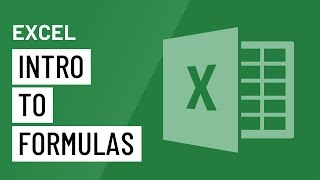 EXCEL
INTRO
TO
FORMULAS
X